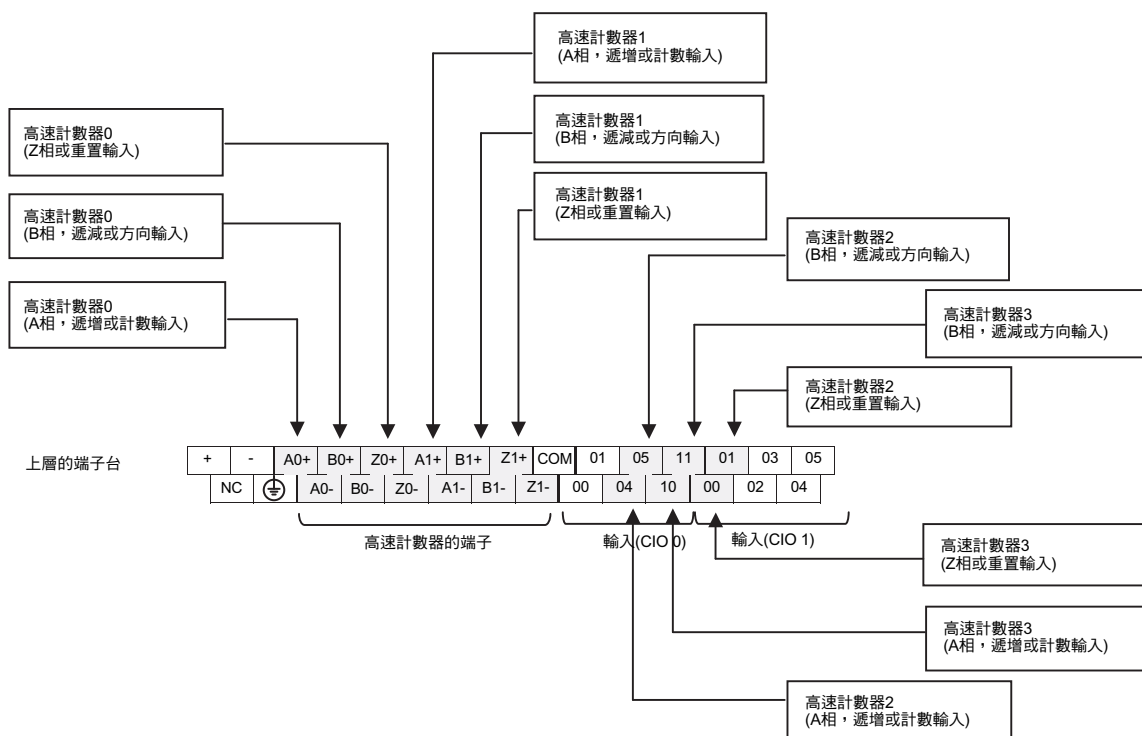 高速計數器1
(A相，遞增或計數輸入)
高速計數器0
(Z相或重置輸入)
高速計數器1
(B相，遞減或方向輸入)
高速計數器0
(B相，遞減或方向輸入)
高速計數器1
(Z相或重置輸入)
高速計數器2
(B相，遞減或方向輸入)
高速計數器0
(A相，遞增或計數輸入)
高速計數器3
(B相，遞減或方向輸入)
高速計數器2
(Z相或重置輸入)
上層的端子台
+ - A0+ B0+ Z0+ A1+ B1+ Z1+ COM 01 05 11 01 03 05
NC A0- B0- Z0- A1- B1- Z1- 00 04 10 00 02 04
高速計數器的端子 輸入(CIO 0) 輸入(CIO 1)
高速計數器3
(Z相或重置輸入)
高速計數器3
(A相，遞增或計數輸入)
高速計數器2
(A相，遞增或計數輸入)